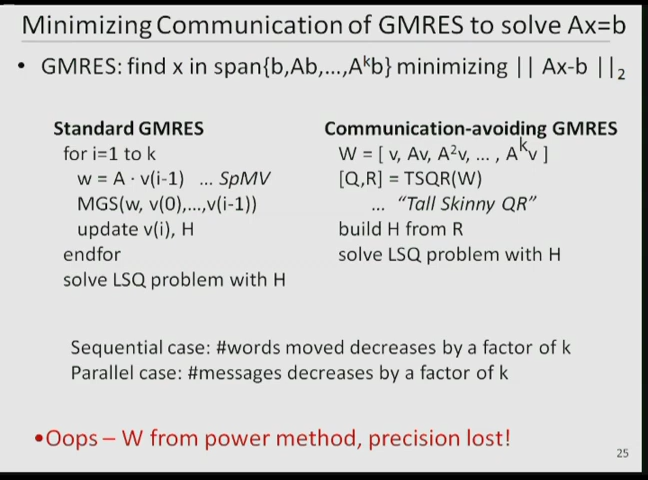 Minimizing Communication of GMRES to solve Ax=b
• GMRES: find x in span{b,Ab,...,Aᵏb} minimizing || Ax-b ||₂
Standard GMRES
for i=1 to k
w = A · v(i-1) ... SpMV
MGS(w, v(0),...,v(i-1))
update v(i), H
endfor
solve LSQ problem with H
Communication-avoiding GMRES
W = [ v, Av, A²v, ... , Aᵏv ]
[Q,R] = TSQR(W)
... “Tall Skinny QR”
build H from R
solve LSQ problem with H
Sequential case: #words moved decreases by a factor of k
Parallel case: #messages decreases by a factor of k
•Oops – W from power method, precision lost!
25